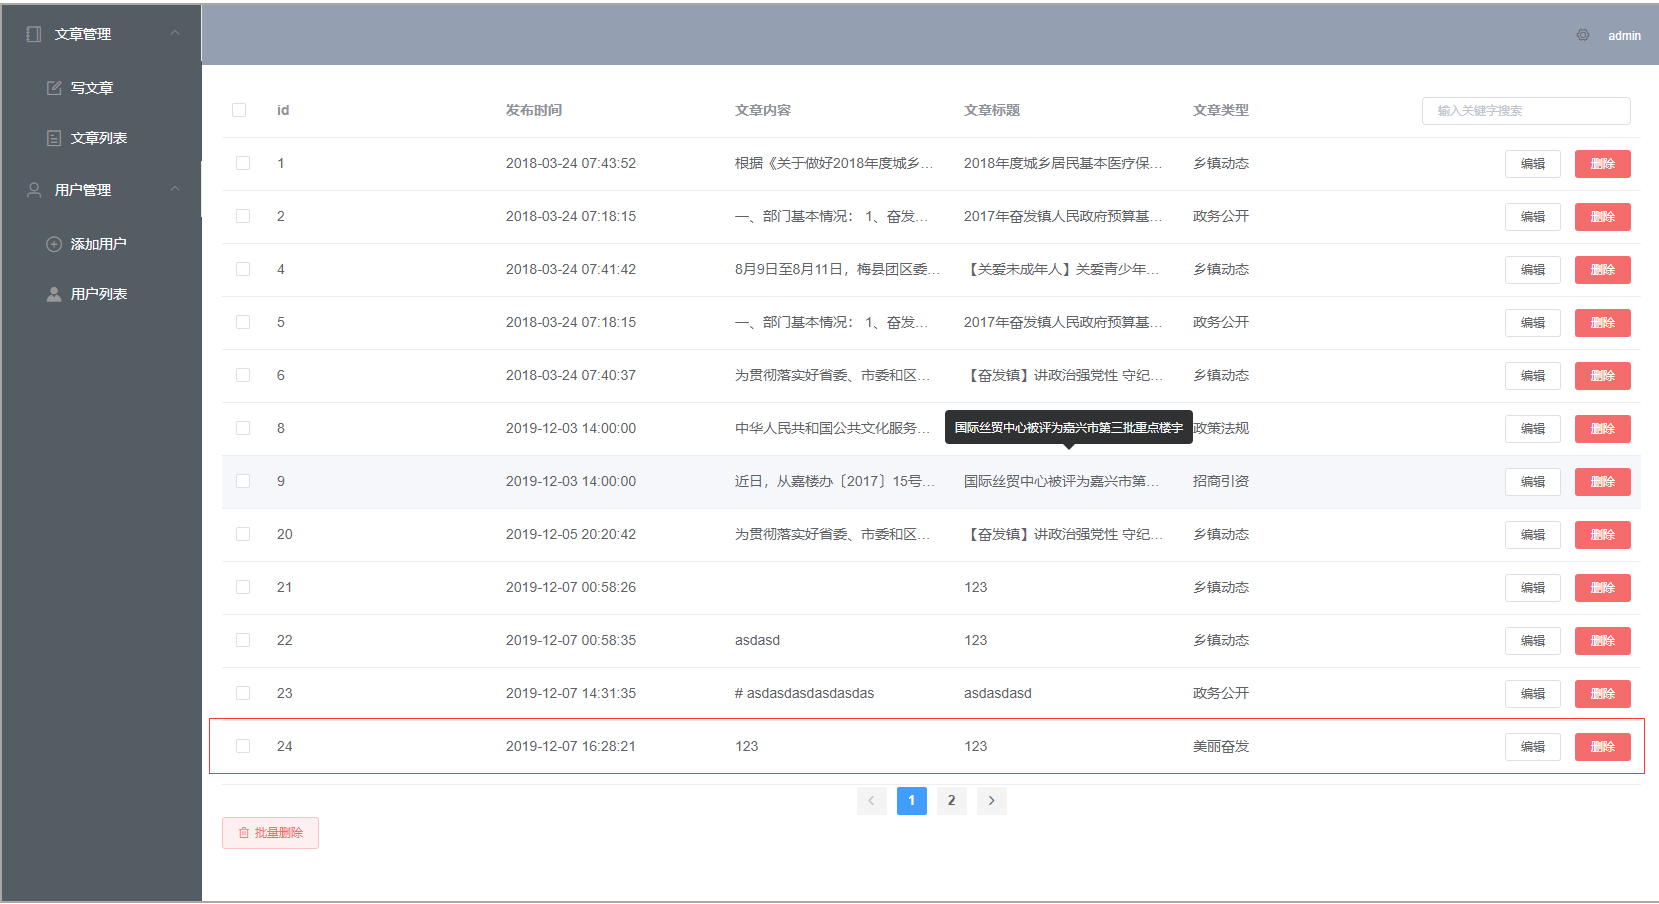 文章管理
写文章
文章列表
用户管理
添加用户
用户列表
admin
id 发布时间 文章内容 文章标题 文章类型 输入关键字搜索
1 2018-03-24 07:43:52 根据《关于做好2018年度城乡... 2018年度城乡居民基本医疗保... 乡镇动态 编辑 删除
2 2018-03-24 07:18:15 一、部门基本情况： 1、奋发... 2017年奋发镇人民政府预算基... 政务公开 编辑 删除
4 2018-03-24 07:41:42 8月9日至8月11日，梅县团区委... 【关爱未成年人】关爱青少年... 乡镇动态 编辑 删除
5 2018-03-24 07:18:15 一、部门基本情况： 1、奋发... 2017年奋发镇人民政府预算基... 政务公开 编辑 删除
6 2018-03-24 07:40:37 为贯彻落实好省委、市委和区... 【奋发镇】讲政治强党性 守纪... 乡镇动态 编辑 删除
8 2019-12-03 14:00:00 中华人民共和国公共文化服务... 国际丝贸中心被评为嘉兴市第三批重点楼宇 政策法规 编辑 删除
9 2019-12-03 14:00:00 近日，从嘉楼办〔2017〕15号... 国际丝贸中心被评为嘉兴市第... 招商引资 编辑 删除
20 2019-12-05 20:20:42 为贯彻落实好省委、市委和区... 【奋发镇】讲政治强党性 守纪... 乡镇动态 编辑 删除
21 2019-12-07 00:58:26 123 乡镇动态 编辑 删除
22 2019-12-07 00:58:35 asdasd 123 乡镇动态 编辑 删除
23 2019-12-07 14:31:35 # asdasdasdasdasdas asdasdasd 政务公开 编辑 删除
24 2019-12-07 16:28:21 123 123 美丽奋发 编辑 删除
1 2
批量删除